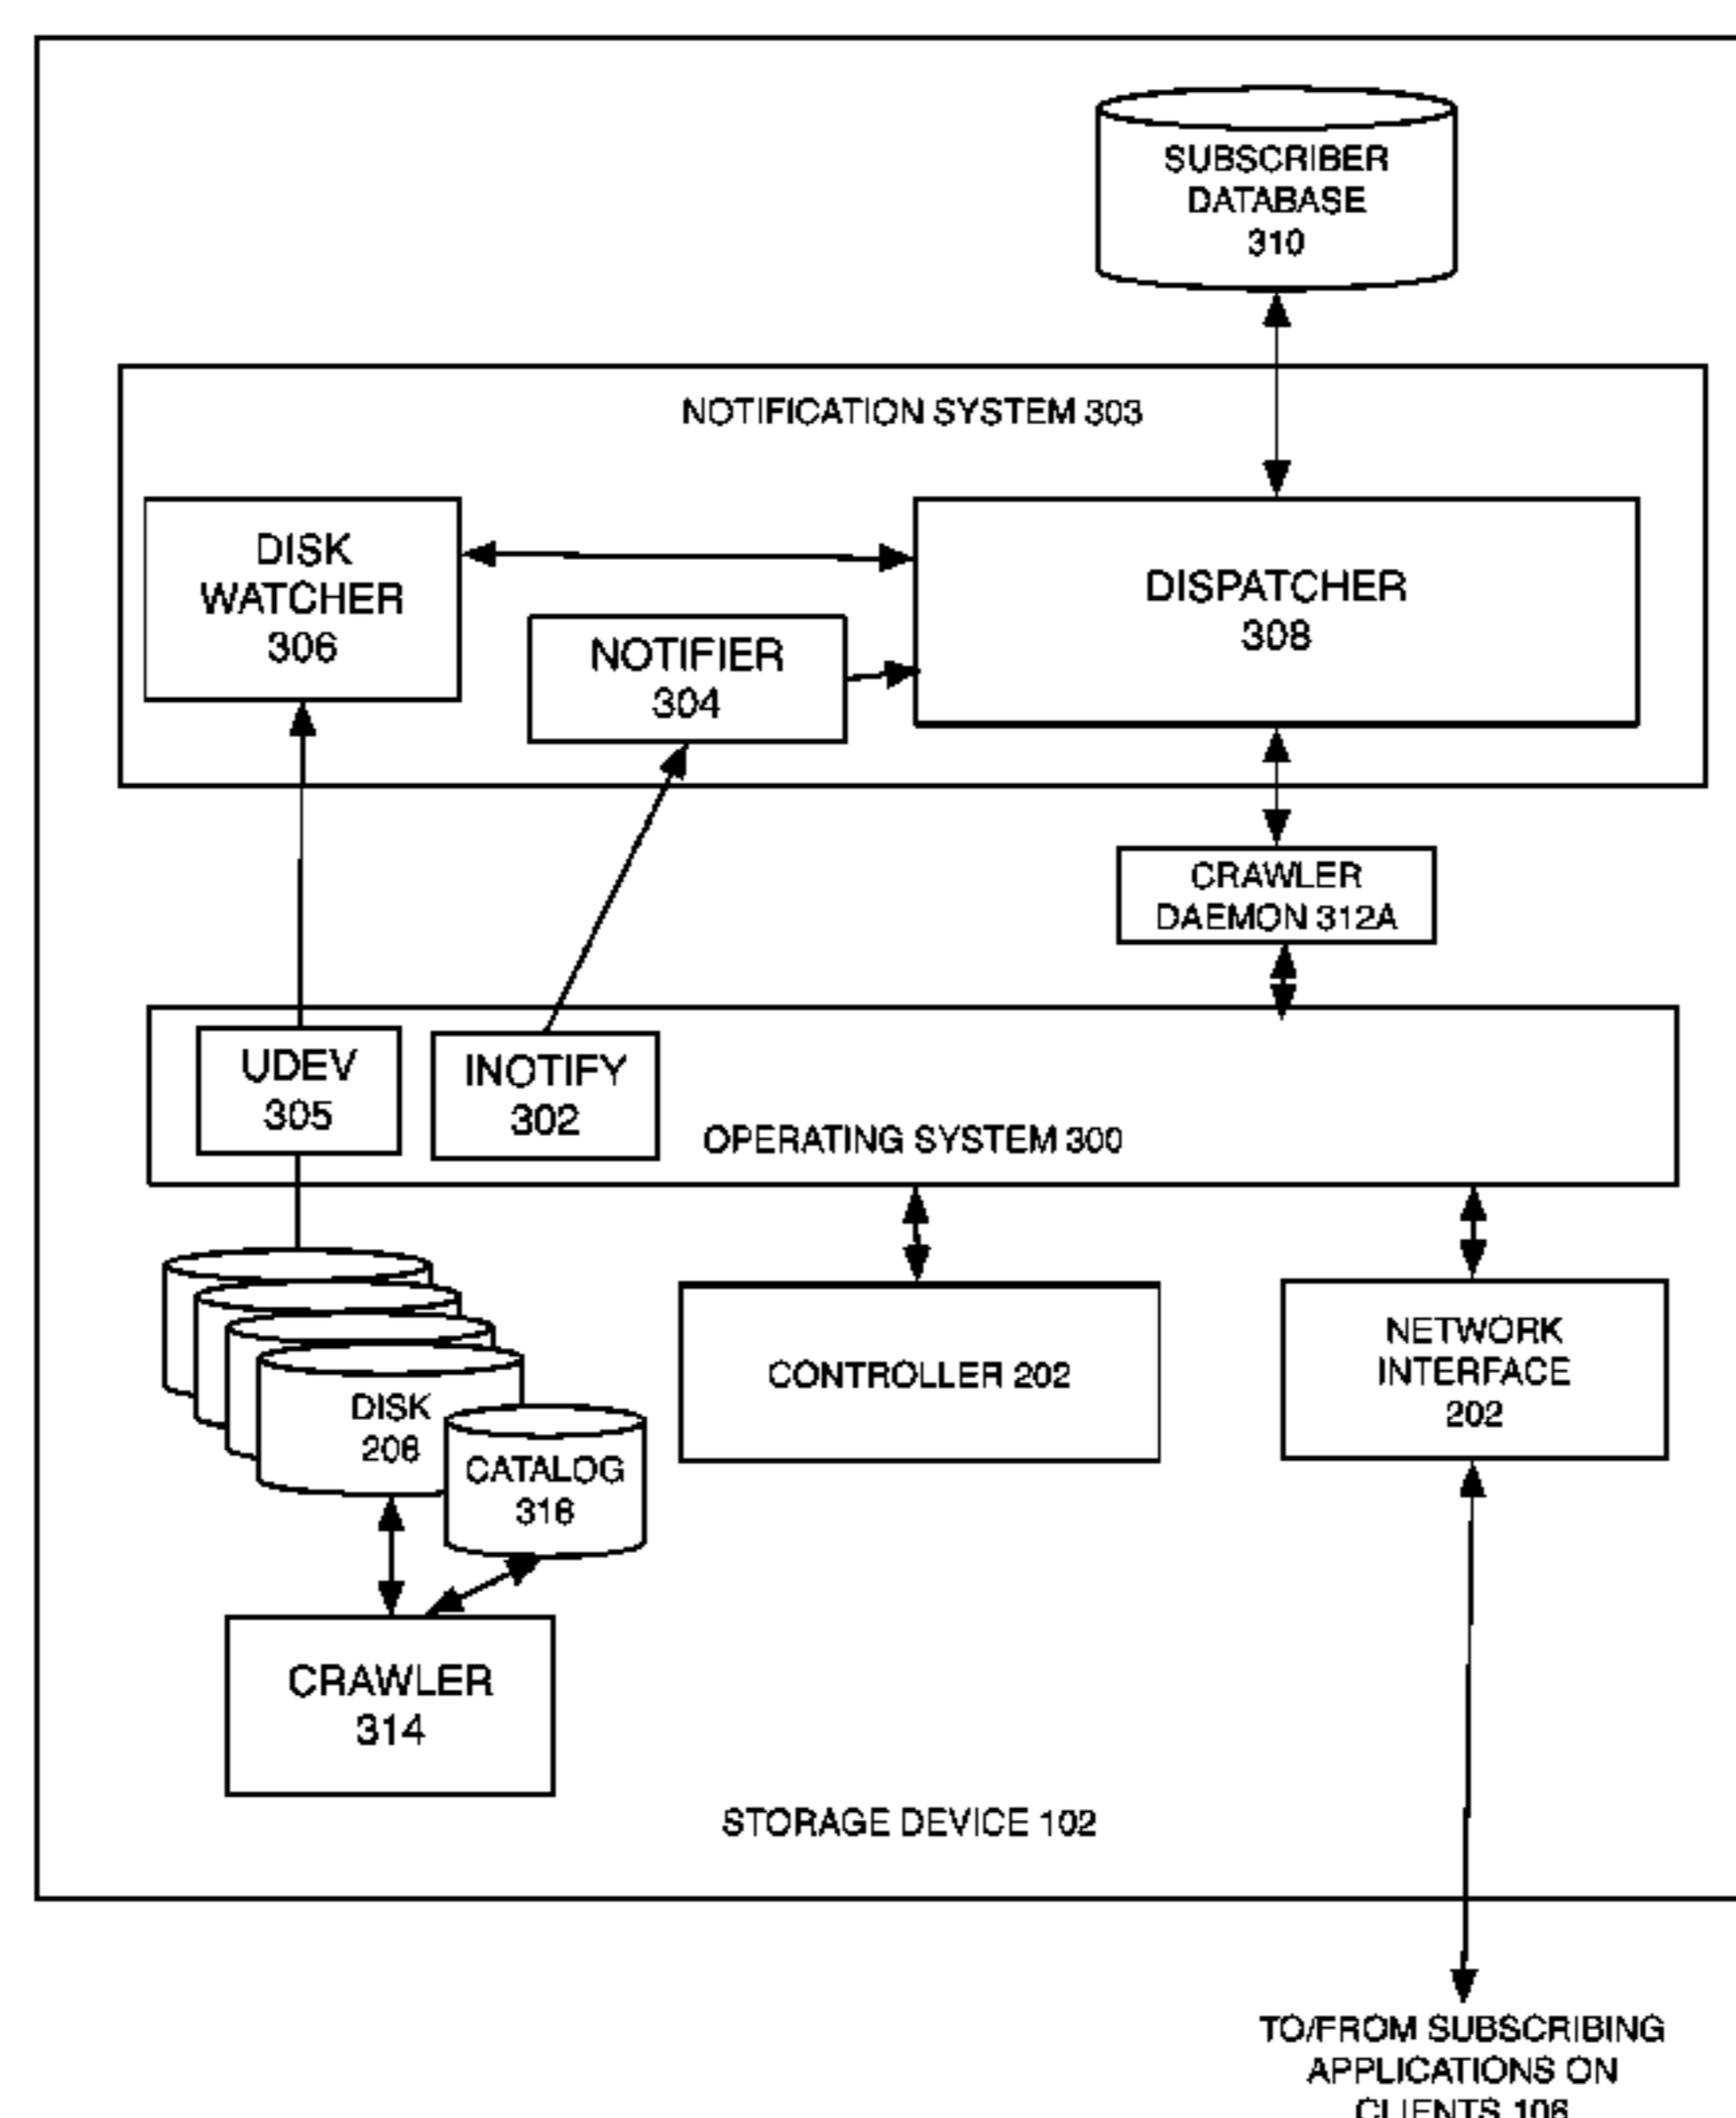 SUBSCRIBER
DATABASE
310
NOTIFICATION SYSTEM 303
DISK
WATCHER
306
DISPATCHER
308
NOTIFIER
304
CRAWLER
DAEMON 312A
UDEV
305
INOTIFY
302
OPERATING SYSTEM 300
DISK
208
CATALOG
316
CONTROLLER 202
NETWORK
INTERFACE
202
CRAWLER
314
STORAGE DEVICE 102
TO/FROM SUBSCRIBING
APPLICATIONS ON
CLIENTS 106